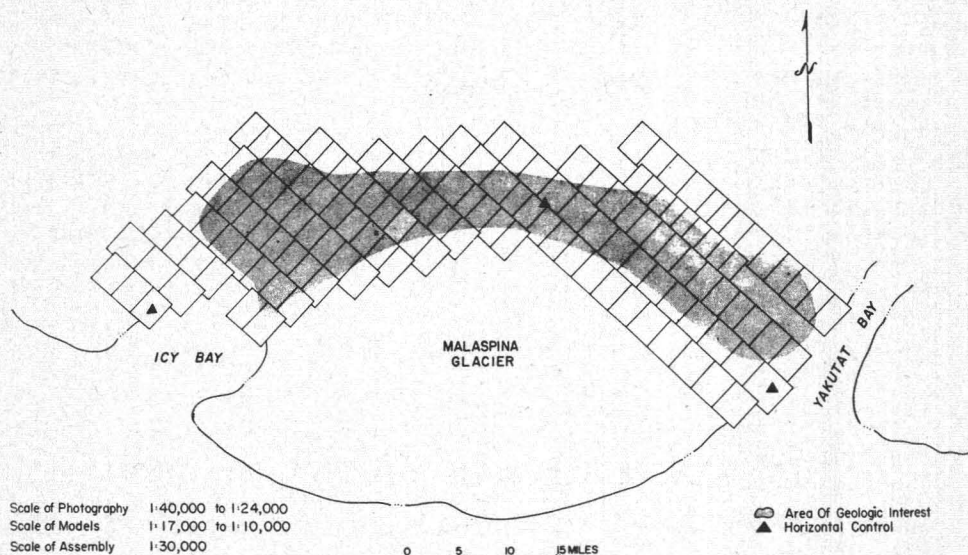 N
ICY BAY
MALASPINA
GLACIER
YAKUTAT BAY
Scale of Photography 1:40,000 to 1:24,000
Scale of Models 1:17,000 to 1:10,000
Scale of Assembly 1:30,000
0 5 10 15 MILES
Area Of Geologic Interest
Horizontal Control